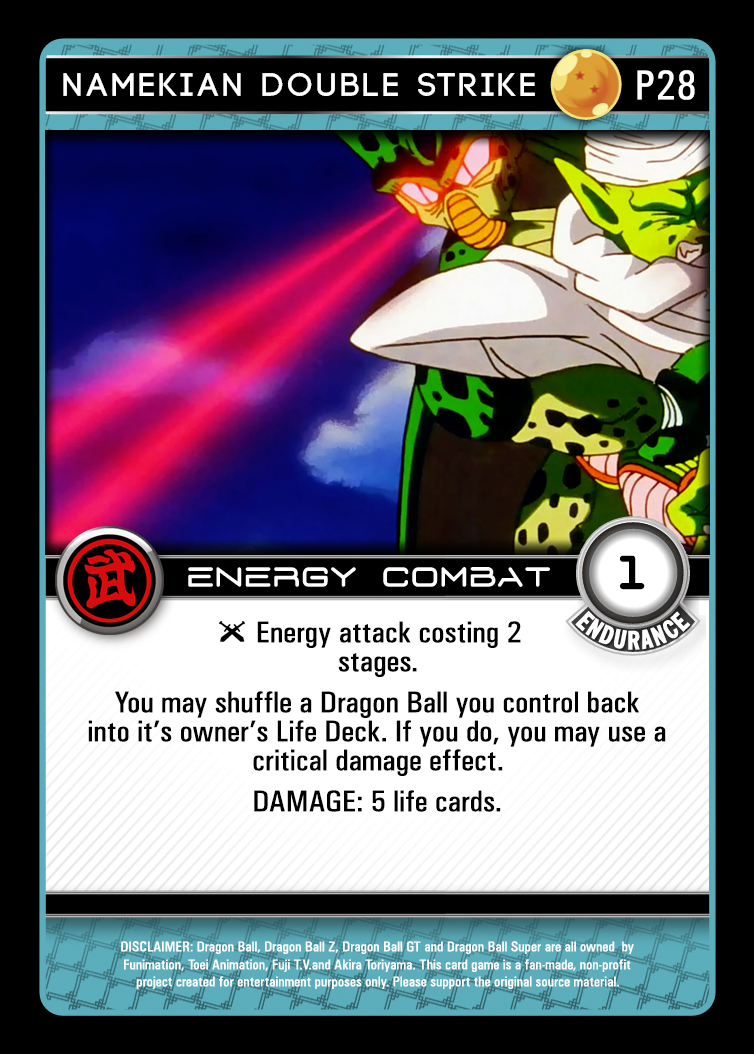 NAMEKIAN DOUBLE STRIKE P28
武
ENERGY COMBAT
1
ENDURANCE
Energy attack costing 2
stages.
You may shuffle a Dragon Ball you control back
into it's owner's Life Deck. If you do, you may use a
critical damage effect.
DAMAGE: 5 life cards.
DISCLAIMER: Dragon Ball, Dragon Ball Z, Dragon Ball GT and Dragon Ball Super are all owned by
Funimation, Toei Animation, Fuji T.V.and Akira Toriyama. This card game is a fan-made, non-profit
project created for entertainment purposes only. Please support the original source material.